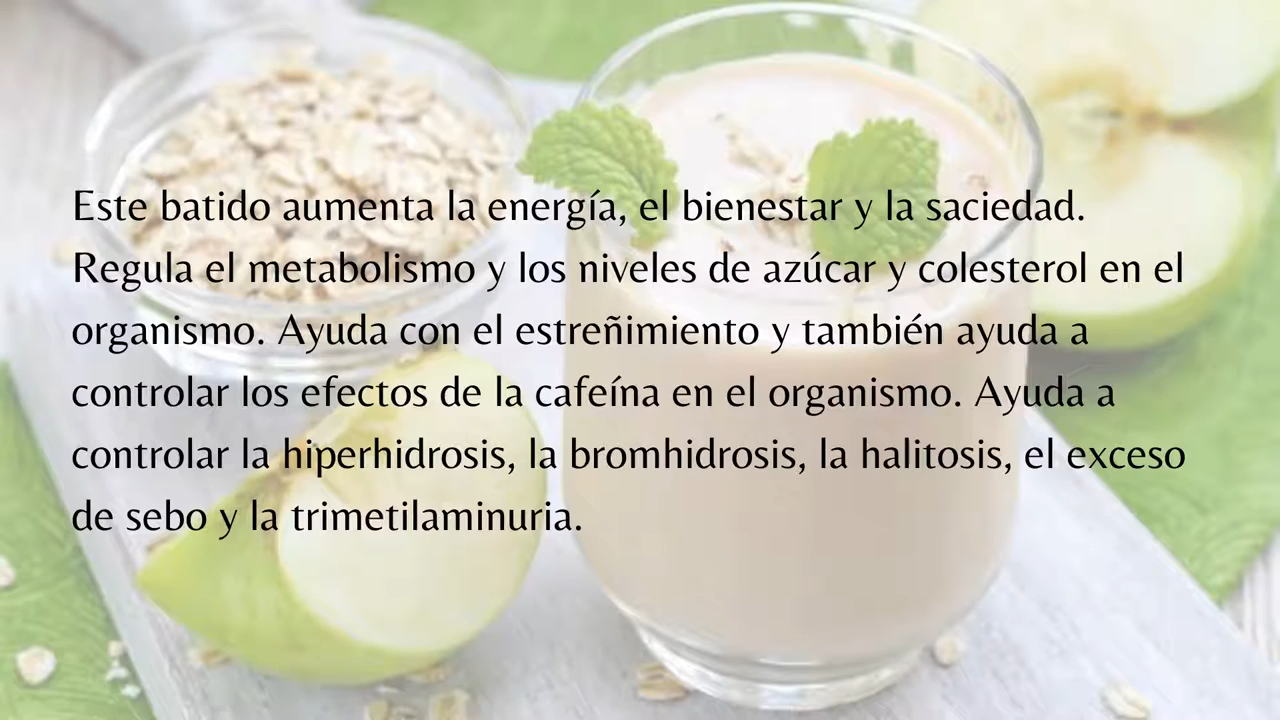 Este batido aumenta la energía, el bienestar y la saciedad.
Regula el metabolismo y los niveles de azúcar y colesterol en el
organismo. Ayuda con el estreñimiento y también ayuda a
controlar los efectos de la cafeína en el organismo. Ayuda a
controlar la hiperhidrosis, la bromhidrosis, la halitosis, el exceso
de sebo y la trimetilaminuria.